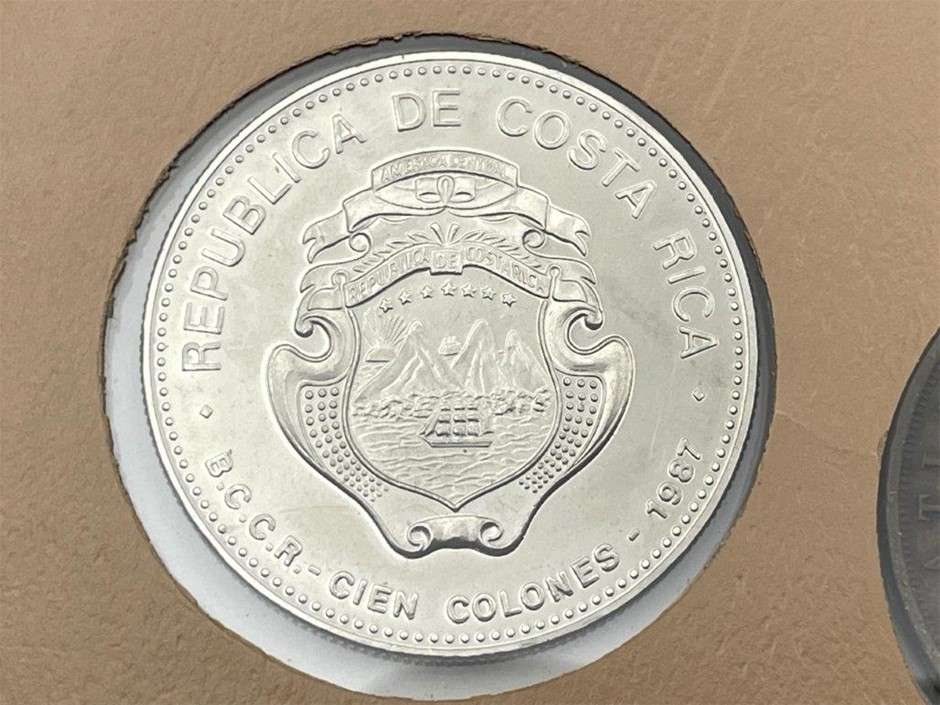 REPUBLICA DE COSTA RICA
AMERICA CENTRAL
REPUBLICA DE COSTA RICA
B.C.C.R. - CIEN COLONES - 1987